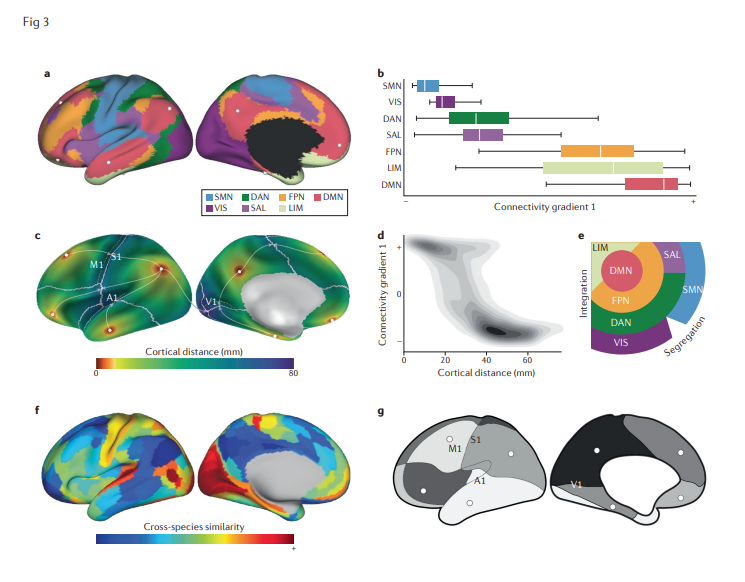 Fig 3
a
SMN DAN FPN DMN
VIS SAL LIM
b
SMN
VIS
DAN
SAL
FPN
LIM
DMN
− +
Connectivity gradient 1
c
M1 S1
A1
V1
Cortical distance (mm)
0 80
d
Connectivity gradient 1
+
0
−
0 20 40 60
Cortical distance (mm)
e
Integration
LIM
SAL
DMN
SMN
FPN
DAN
VIS
Segregation
f
Cross-species similarity
+
g
S1
M1
A1
V1